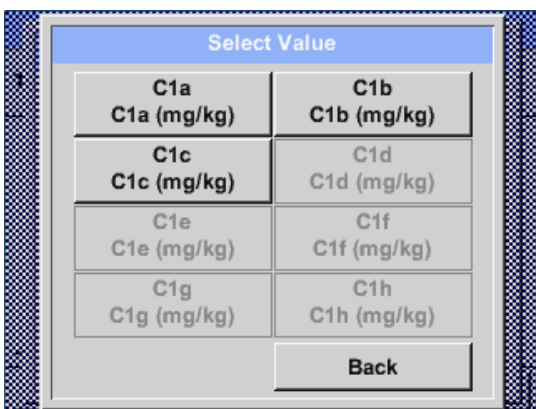 Select Value
C1a
C1a (mg/kg)
C1b
C1b (mg/kg)
C1c
C1c (mg/kg)
C1d
C1d (mg/kg)
C1e
C1e (mg/kg)
C1f
C1f (mg/kg)
C1g
C1g (mg/kg)
C1h
C1h (mg/kg)
Back